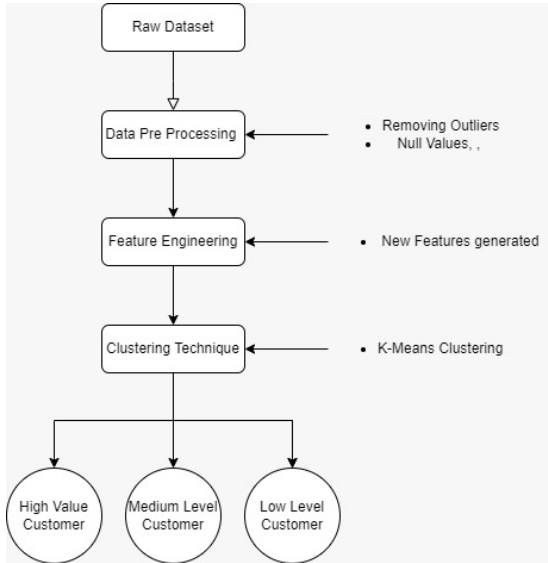 Raw Dataset
Data Pre Processing
• Removing Outliers
• Null Values, ,
Feature Engineering
• New Features generated
Clustering Technique
• K-Means Clustering
High Value
Customer
Medium Level
Customer
Low Level
Customer